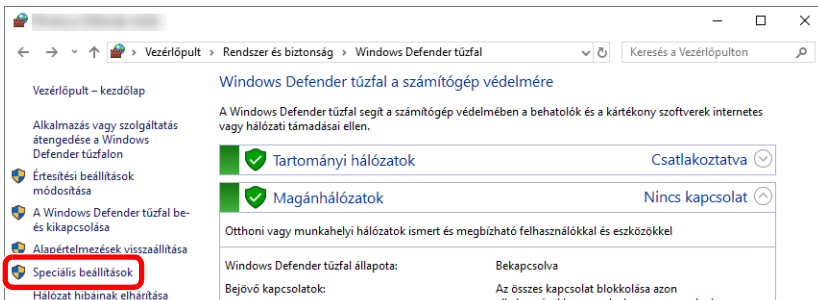 Vezérlőpult > Rendszer és biztonság > Windows Defender tűzfal
Keresés a Vezérlőpulton
Vezérlőpult – kezdőlap
Alkalmazás vagy szolgáltatás
átengedése a Windows
Defender tűzfalon
Értesítési beállítások
módosítása
A Windows Defender tűzfal be-
és kikapcsolása
Alapértelmezések visszaállítása
Speciális beállítások
Hálózat hibáinak elhárítása
Windows Defender tűzfal a számítógép védelmére
A Windows Defender tűzfal segít a számítógép védelmében a behatolók és a kártékony szoftverek internetes
vagy hálózati támadásai ellen.
Tartományi hálózatok Csatlakoztatva
Magánhálózatok Nincs kapcsolat
Otthoni vagy munkahelyi hálózatok ismert és megbízható felhasználókkal és eszközökkel
Windows Defender tűzfal állapota: Bekapcsolva
Bejövő kapcsolatok: Az összes kapcsolat blokkolása azon